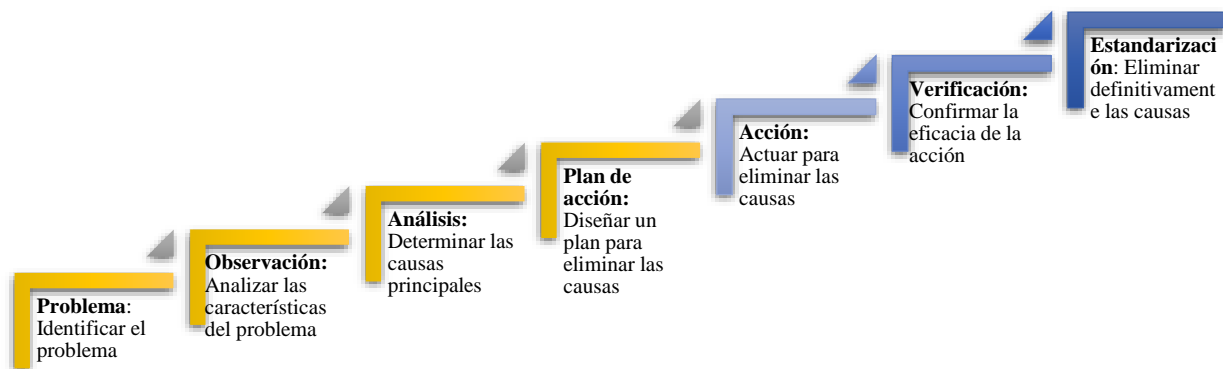 Problema:
Identificar el
problema
Observación:
Analizar las
características
del problema
Análisis:
Determinar las
causas
principales
Plan de
acción:
Diseñar un
plan para
eliminar las
causas
Acción:
Actuar para
eliminar las
causas
Verificación:
Confirmar la
eficacia de la
acción
Estandarizaci
ón: Eliminar
definitivament
e las causas